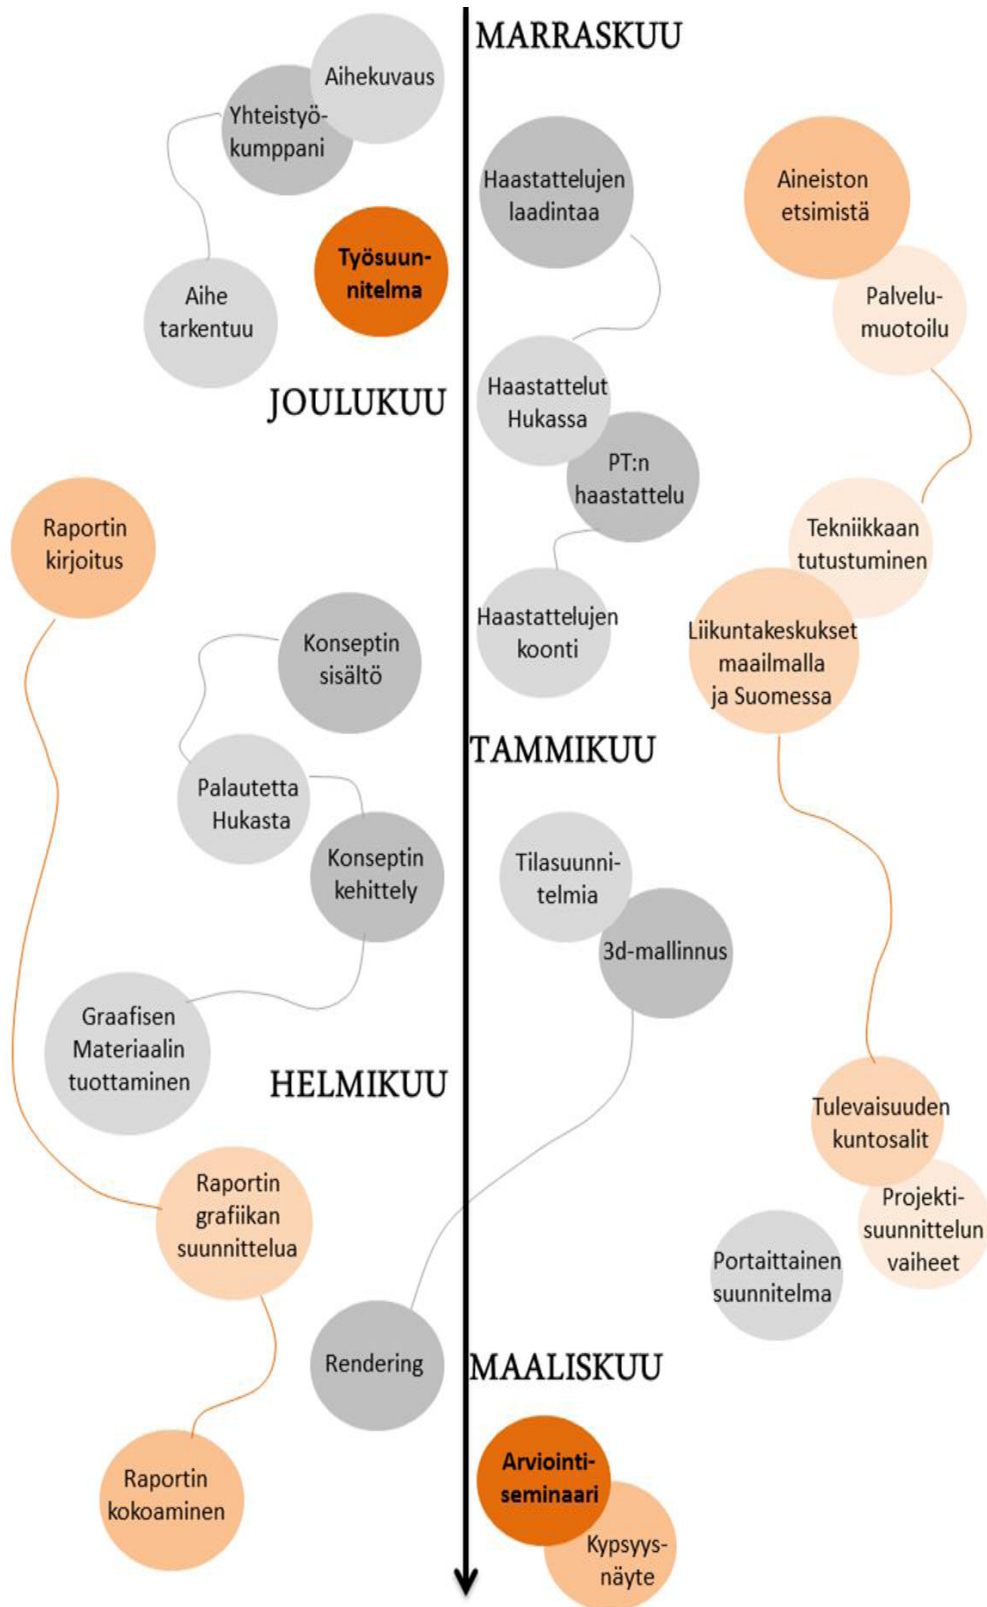 MARRASKUU
Aihekuvaus
Yhteistyö-
kumppani
Haastattelujen
laadintaa
Aineiston
etsimistä
Työsuun-
nitelma
Aihe
tarkentuu
Palvelu-
muotoilu
JOULUKUU
Haastattelut
Hukassa
PT:n
haastattelu
Raportin
kirjoitus
Tekniikkaan
tutustuminen
Haastattelujen
koonti
Liikuntakeskukset
maailmalla
ja Suomessa
Konseptin
sisältö
TAMMIKUU
Palautetta
Hukasta
Konseptin
kehittely
Tilasuunni-
telmia
3d-mallinnus
Graafisen
Materiaalin
tuottaminen
HELMIKUU
Tulevaisuuden
kuntosalit
Raportin
grafiikan
suunnittelua
Projekti-
suunnittelun
vaiheet
Portaittainen
suunnitelma
Rendering
MAALISKUU
Arviointi-
seminaari
Raportin
kokoaminen
Kypsyys-
näyte